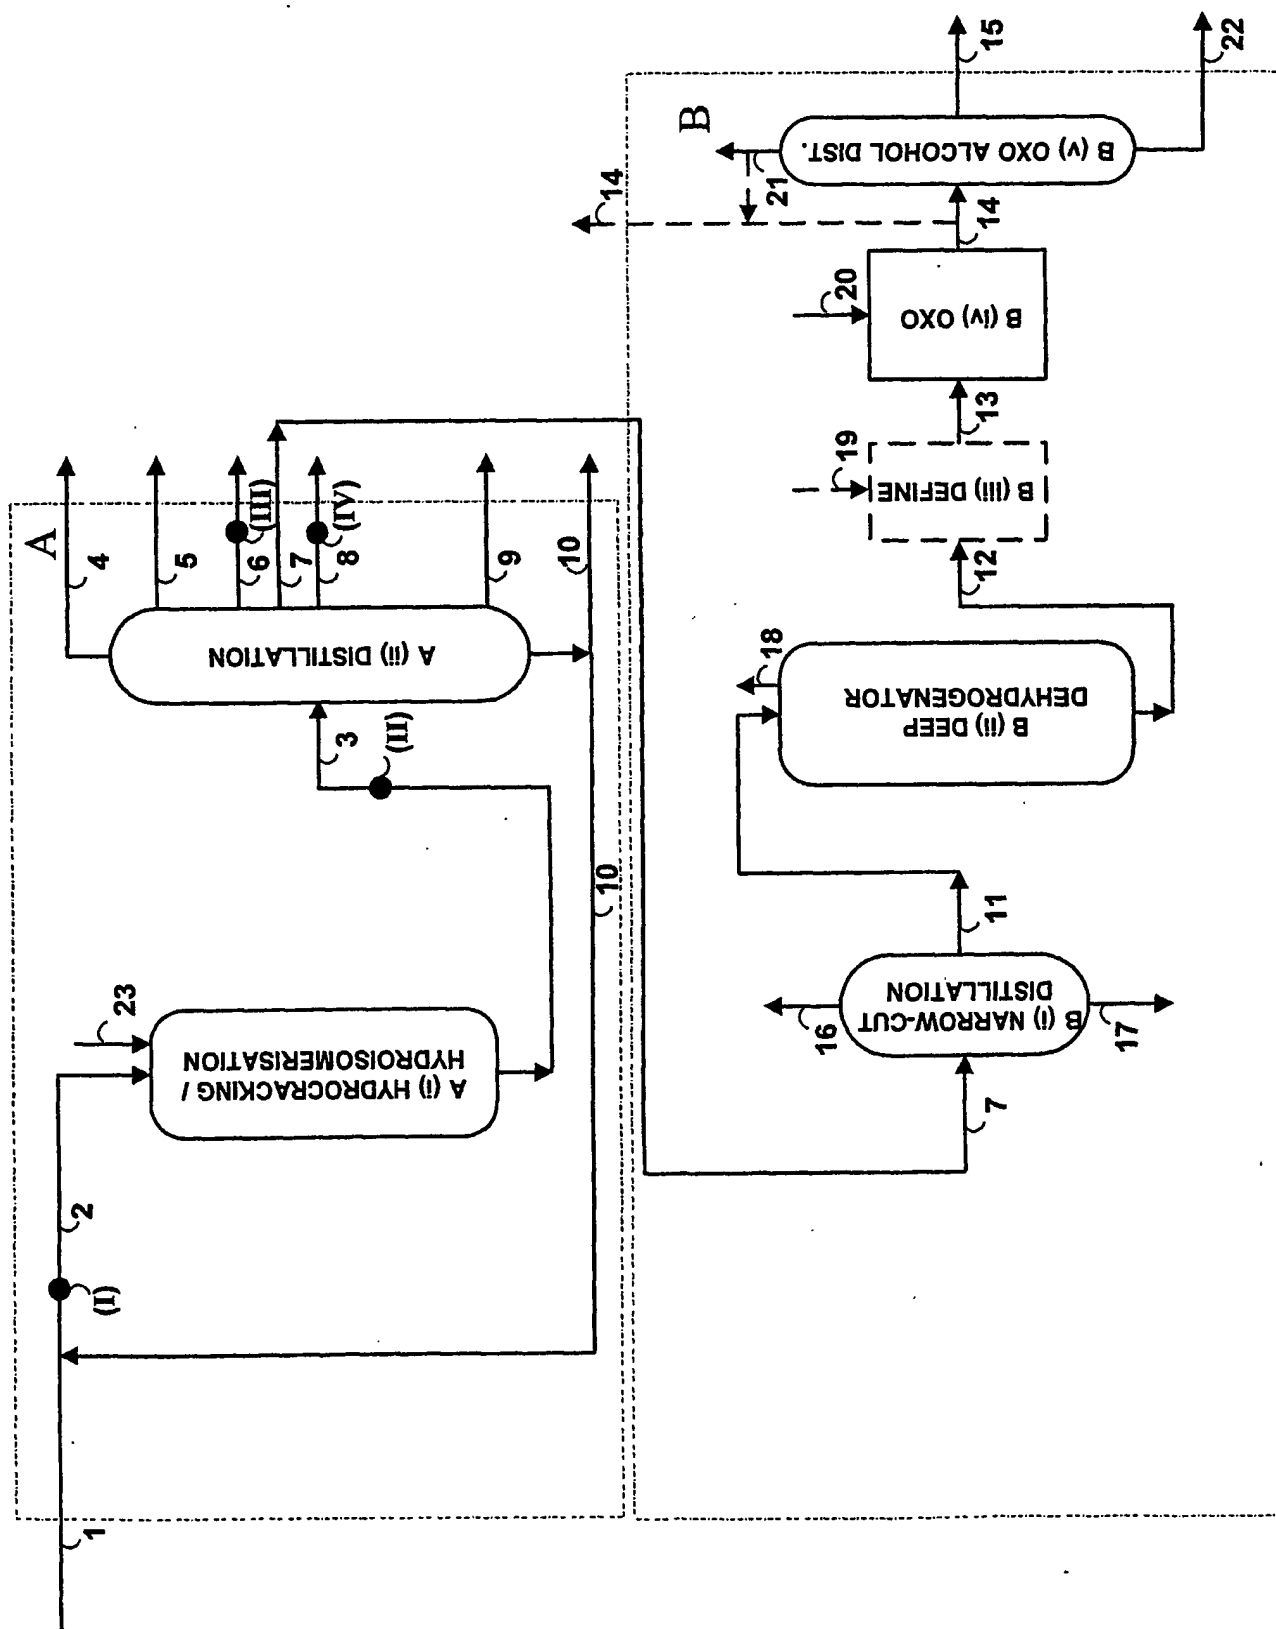 A
4
5
6
(III)
7
8
(IV)
9
10
A (ii) DISTILLATION
3
(II)
10
23
A (i) HYDROCRACKING /
HYDROISOMERISATION
2
(I)
1
15
22
B
B (v) OXO ALCOHOL DIST.
21
14
14
20
B (iv) OXO
13
19
B (iii) DEFINE
12
18
B (ii) DEEP
DEHYDROGENATOR
11
16
B (i) NARROW-CUT
DISTILLATION
17
7